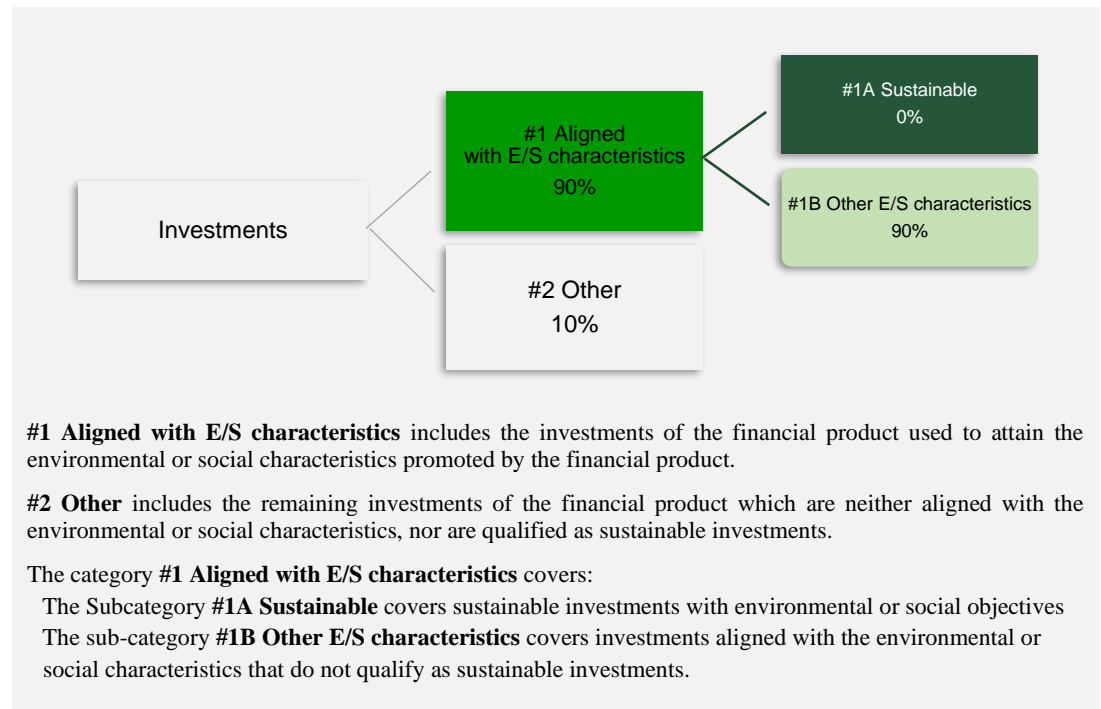 #1A Sustainable
0%
#1 Aligned
with E/S characteristics
90%
#1B Other E/S characteristics
90%
Investments
#2 Other
10%
#1 Aligned with E/S characteristics includes the investments of the financial product used to attain the
environmental or social characteristics promoted by the financial product.
#2 Other includes the remaining investments of the financial product which are neither aligned with the
environmental or social characteristics, nor are qualified as sustainable investments.
The category #1 Aligned with E/S characteristics covers:
The Subcategory #1A Sustainable covers sustainable investments with environmental or social objectives
The sub-category #1B Other E/S characteristics covers investments aligned with the environmental or
social characteristics that do not qualify as sustainable investments.